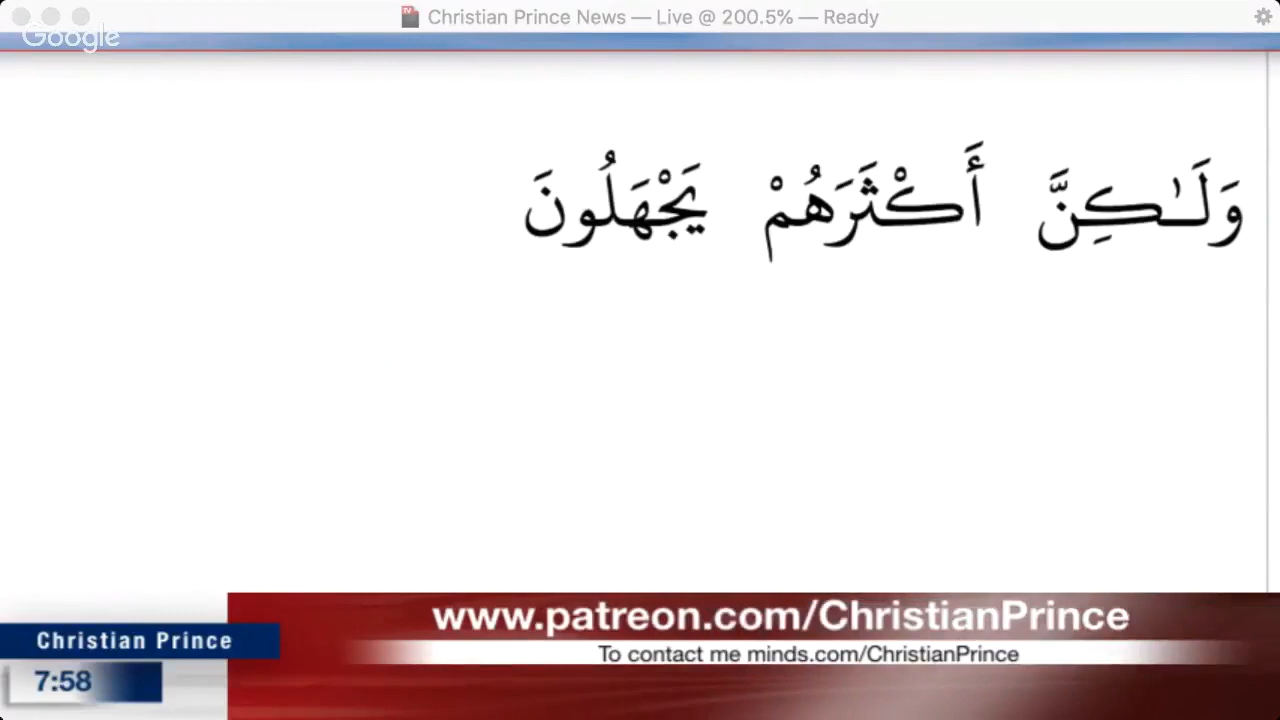 Christian Prince News — Live @ 200.5% — Ready
Google
وَلَـٰكِنَّ أَكْثَرَهُمْ يَجْهَلُونَ
www.patreon.com/ChristianPrince
Christian Prince
To contact me minds.com/ChristianPrince
7:58